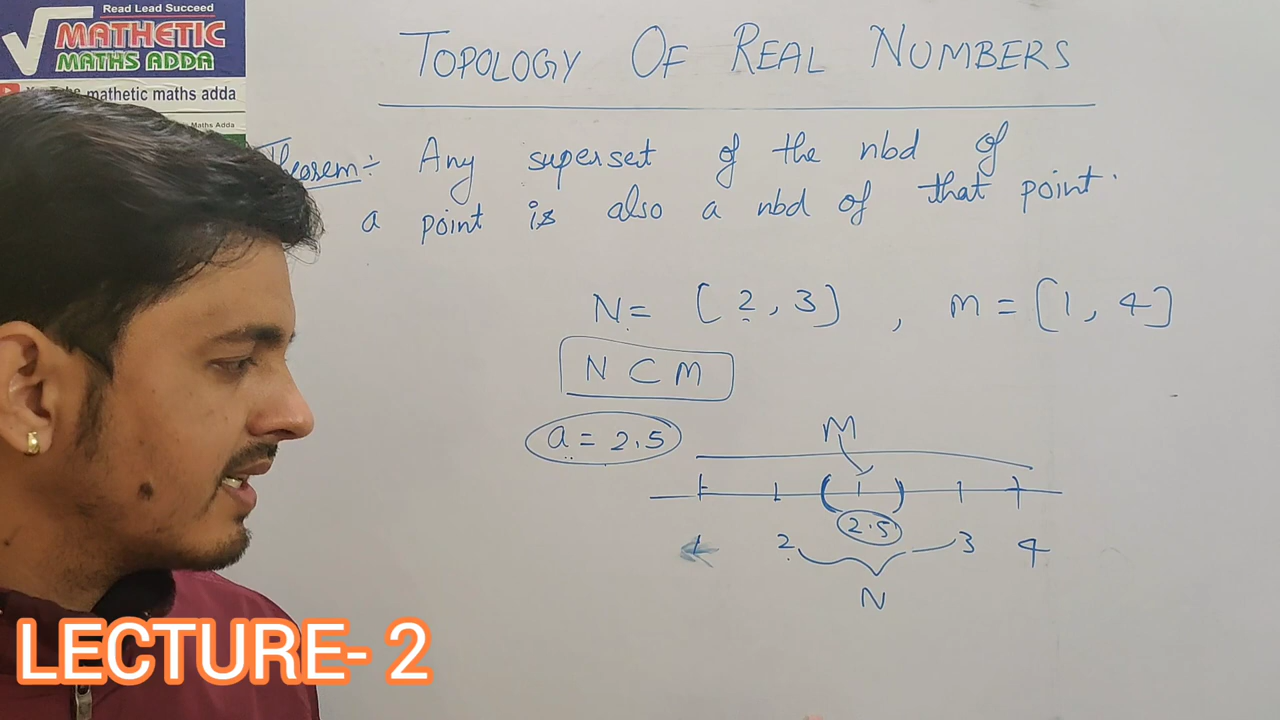 Read Lead Succeed
MATHETIC
MATHS ADDA
mathetic maths adda
Maths Adda
TOPOLOGY OF REAL NUMBERS
Theorem:- Any superset of the nbd of
a point is also a nbd of that point.
N = [2, 3] , M = [1, 4]
N ⊂ M
a = 2.5
M
2.5
1 2 3 4
N
LECTURE- 2